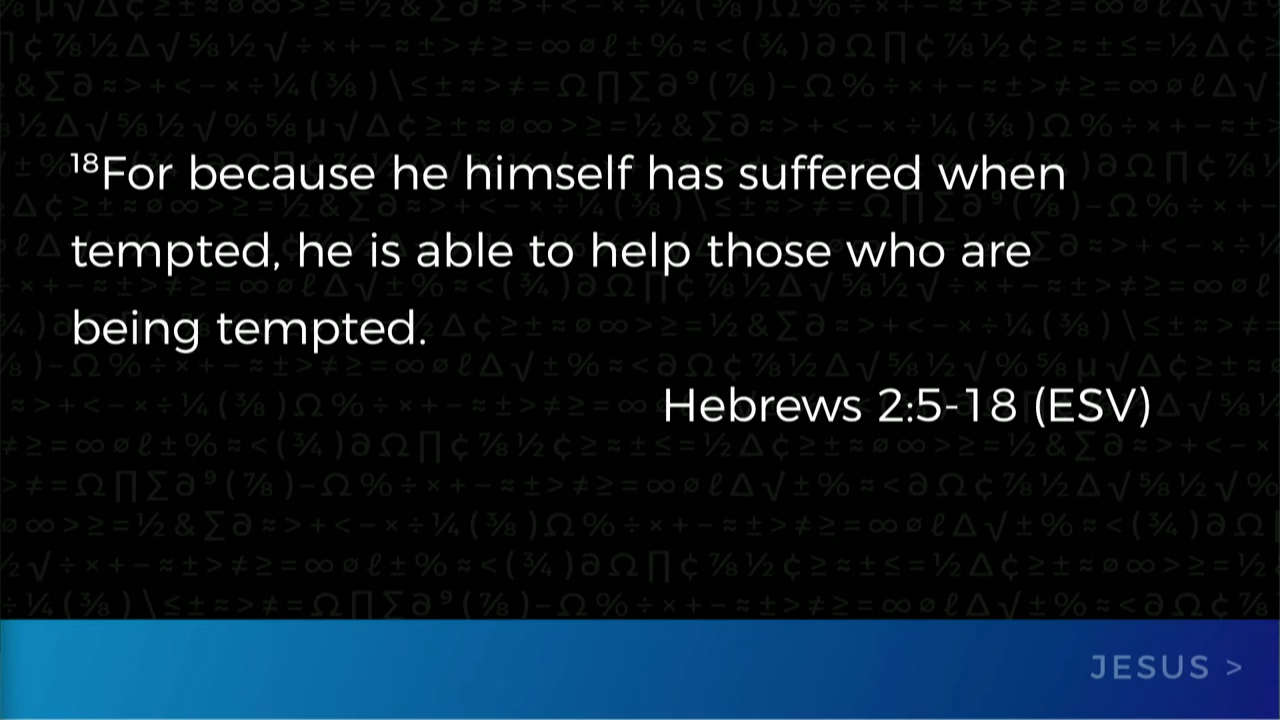 ¹⁸For because he himself has suffered when
tempted, he is able to help those who are
being tempted.
Hebrews 2:5-18 (ESV)
JESUS >